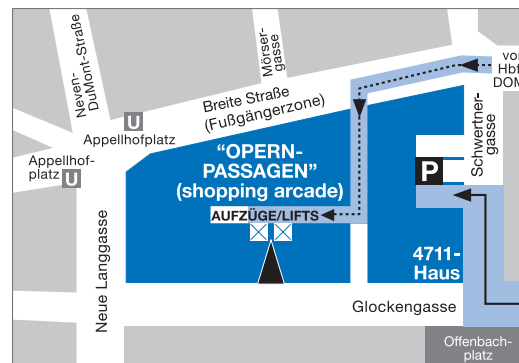 Neven-
DuMont-Straße
Mörser-
gasse
vo
Hbf
DOM
Breite Straße
(Fußgängerzone)
U
Appellhofplatz
Appellhof-
platz
U
Schwertner-
gasse
P
“OPERN-
PASSAGEN”
(shopping arcade)
AUFZÜGE/LIFTS
4711-
Haus
Neue Langgasse
Glockengasse
Offenbach-
platz